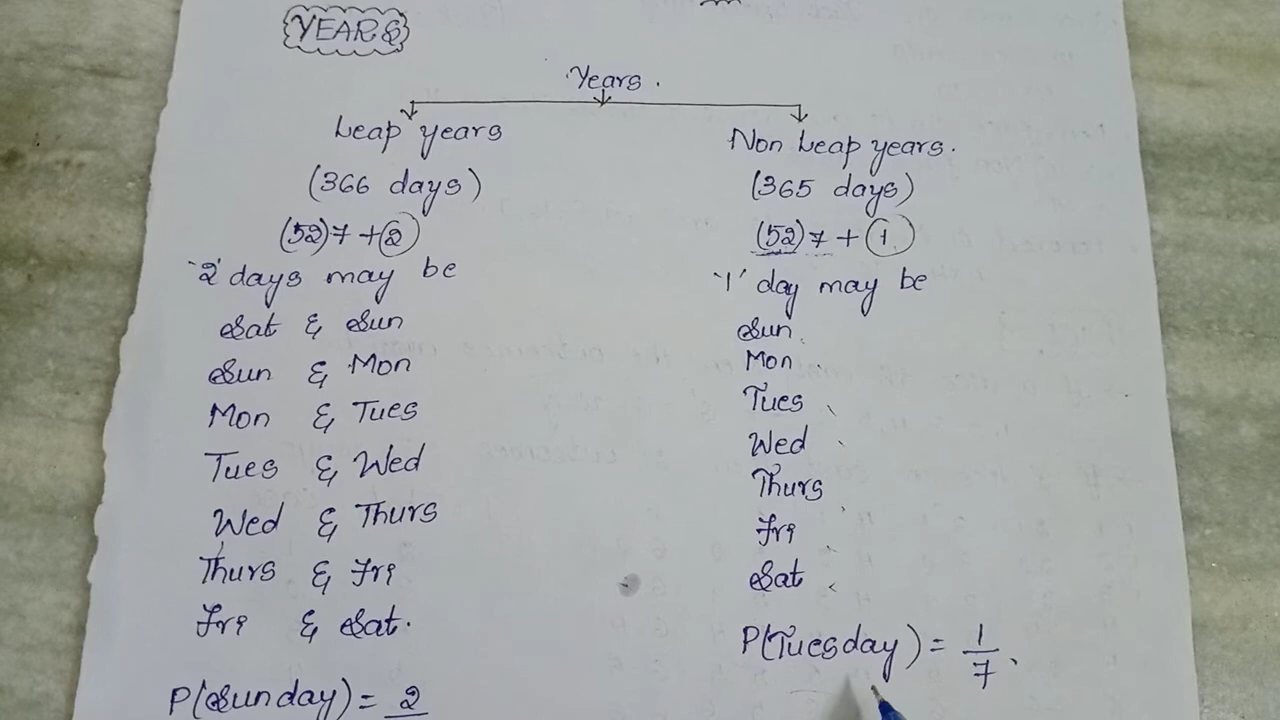 YEARS
Years.
Leap years
(366 days)
(52)7 + 2
'2' days may be
Sat & Sun
Sun & Mon
Mon & Tues
Tues & Wed
Wed & Thurs
Thurs & Fri
Fri & Sat.
P(Sunday) = 2
Non Leap years.
(365 days)
(52) 7 + 1
'1' day may be
Sun
Mon
Tues
Wed
Thurs
Fri
Sat
P(Tuesday) = 1/7